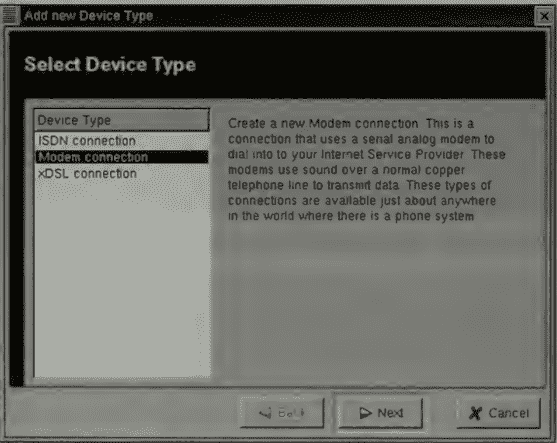 Add new Device Type
Select Device Type
Device Type
ISDN connection
Modem connection
xDSL connection
Create a new Modem connection. This is a
connection that uses a serial analog modem to
dial into to your Internet Service Provider. These
modems use sound over a normal copper
telephone line to transmit data. These types of
connections are available just about anywhere
in the world where there is a phone system
Back
Next
Cancel